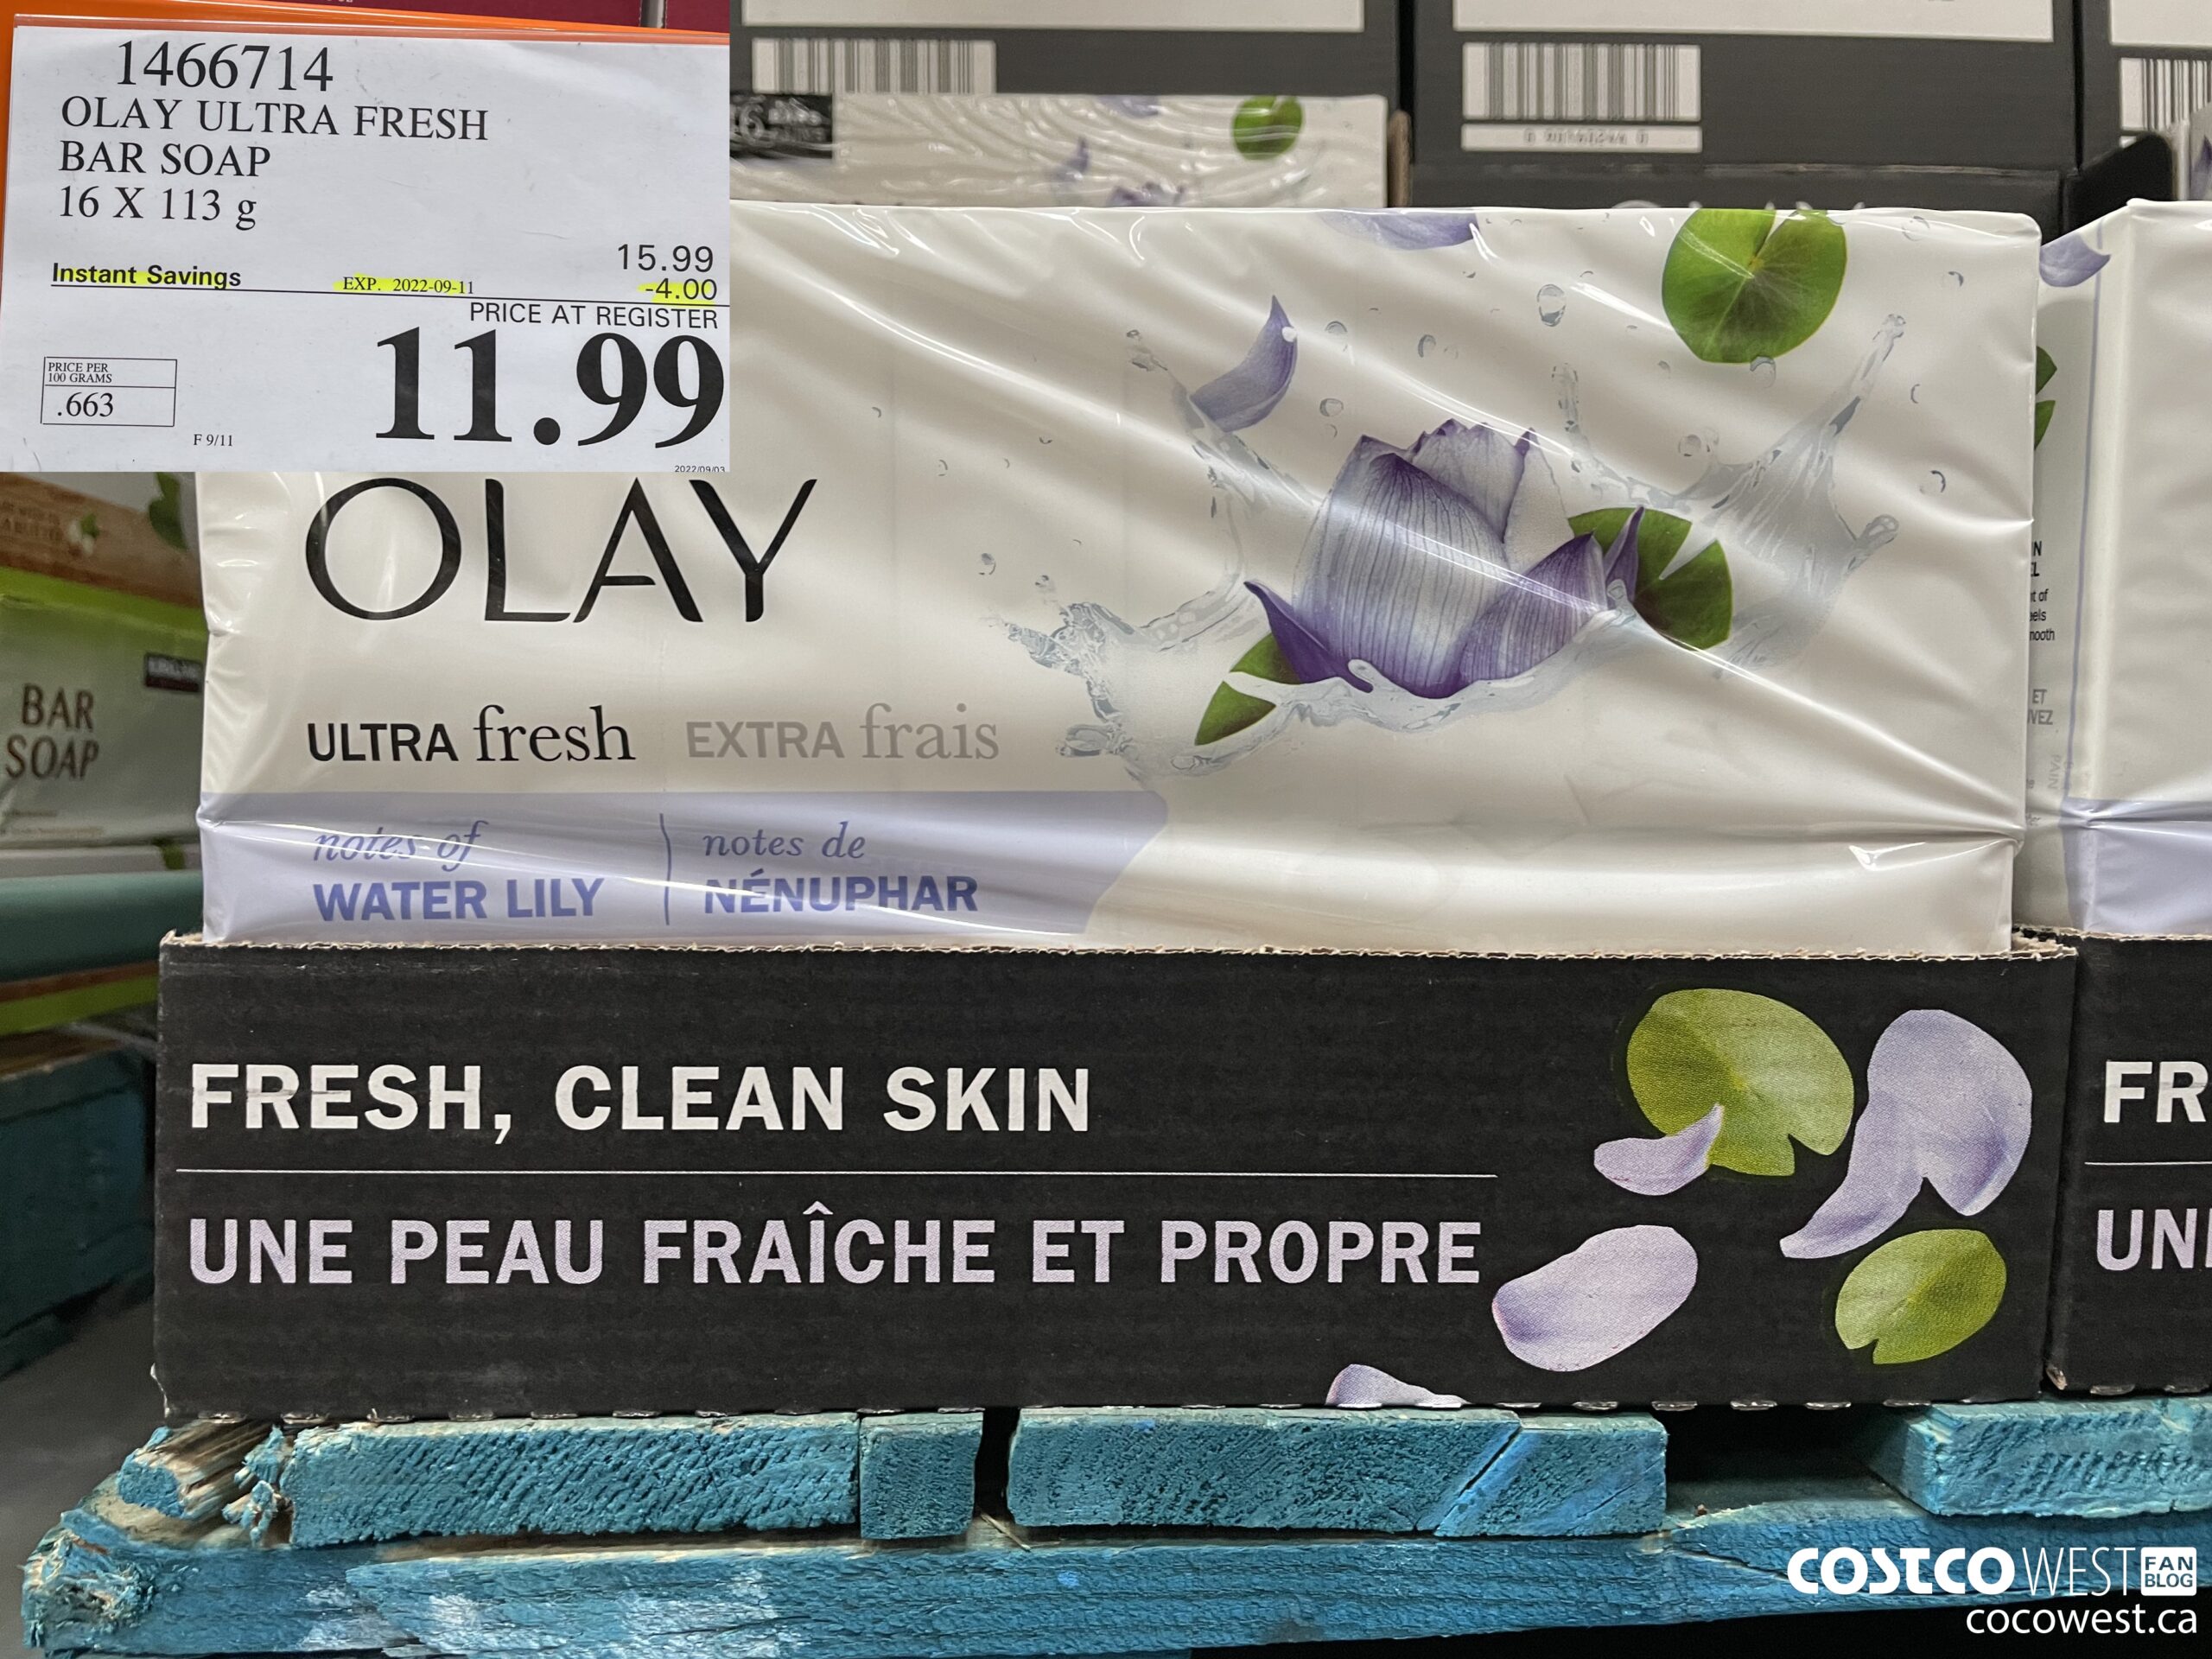 1466714
OLAY ULTRA FRESH
BAR SOAP
16 X 113 g
15.99
Instant Savings EXP. 2022-09-11 -4.00
PRICE AT REGISTER
11.99
PRICE PER
100 GRAMS
.663
F 9/11
2022/09/03
16
OLAY
ULTRA fresh EXTRA frais
notes of notes de
WATER LILY NÉNUPHAR
BAR
SOAP
FRESH, CLEAN SKIN
UNE PEAU FRAÎCHE ET PROPRE
FR
UNE
ET
COSTCO WEST FAN BLOG
cocowest.ca